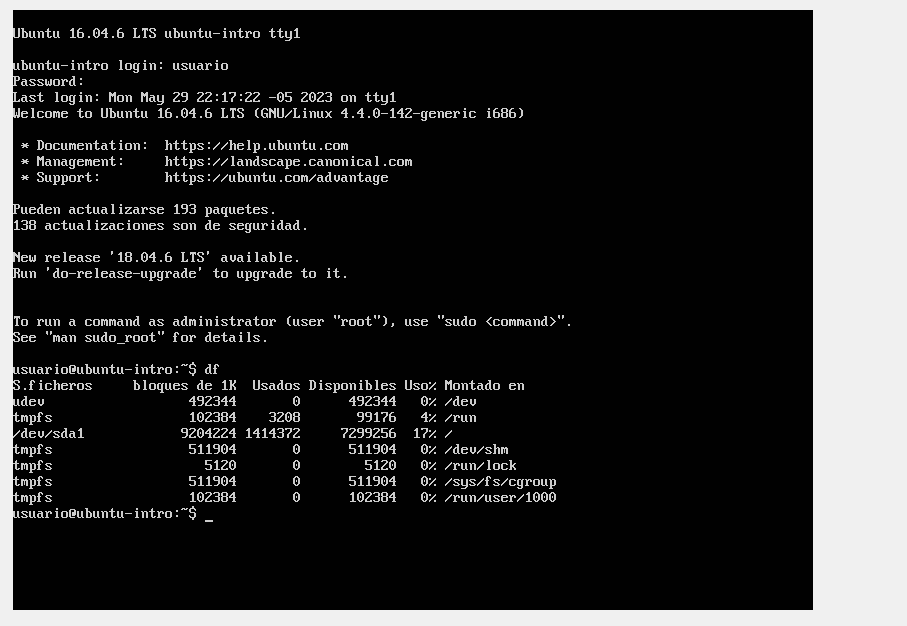 Ubuntu 16.04.6 LTS ubuntu-intro tty1
ubuntu-intro login: usuario
Password:
Last login: Mon May 29 22:17:22 -05 2023 on tty1
Welcome to Ubuntu 16.04.6 LTS (GNU/Linux 4.4.0-142-generic i686)
* Documentation:  https://help.ubuntu.com
* Management:     https://landscape.canonical.com
* Support:        https://ubuntu.com/advantage
Pueden actualizarse 193 paquetes.
138 actualizaciones son de seguridad.
New release '18.04.6 LTS' available.
Run 'do-release-upgrade' to upgrade to it.
To run a command as administrator (user "root"), use "sudo <command>".
See "man sudo_root" for details.
usuario@ubuntu-intro:~$ df
S.ficheros     bloques de 1K  Usados Disponibles Uso% Montado en
udev                  492344       0      492344   0% /dev
tmpfs                 102384    3208       99176   4% /run
/dev/sda1            9204224 1414372     7299256  17% /
tmpfs                 511904       0      511904   0% /dev/shm
tmpfs                   5120       0        5120   0% /run/lock
tmpfs                 511904       0      511904   0% /sys/fs/cgroup
tmpfs                 102384       0      102384   0% /run/user/1000
usuario@ubuntu-intro:~$ _